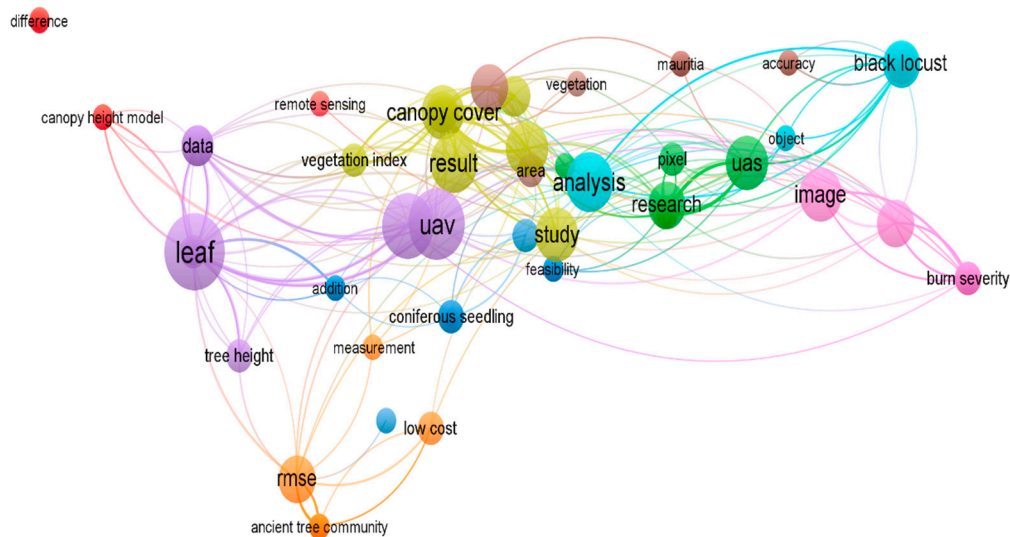 difference
black locust
mauritia
accuracy
vegetation
remote sensing
canopy cover
canopy height model
object
data
vegetation index
result
area
pixel
uas
analysis
image
research
uav
study
leaf
feasibility
burn severity
addition
coniferous seedling
measurement
tree height
low cost
rmse
ancient tree community